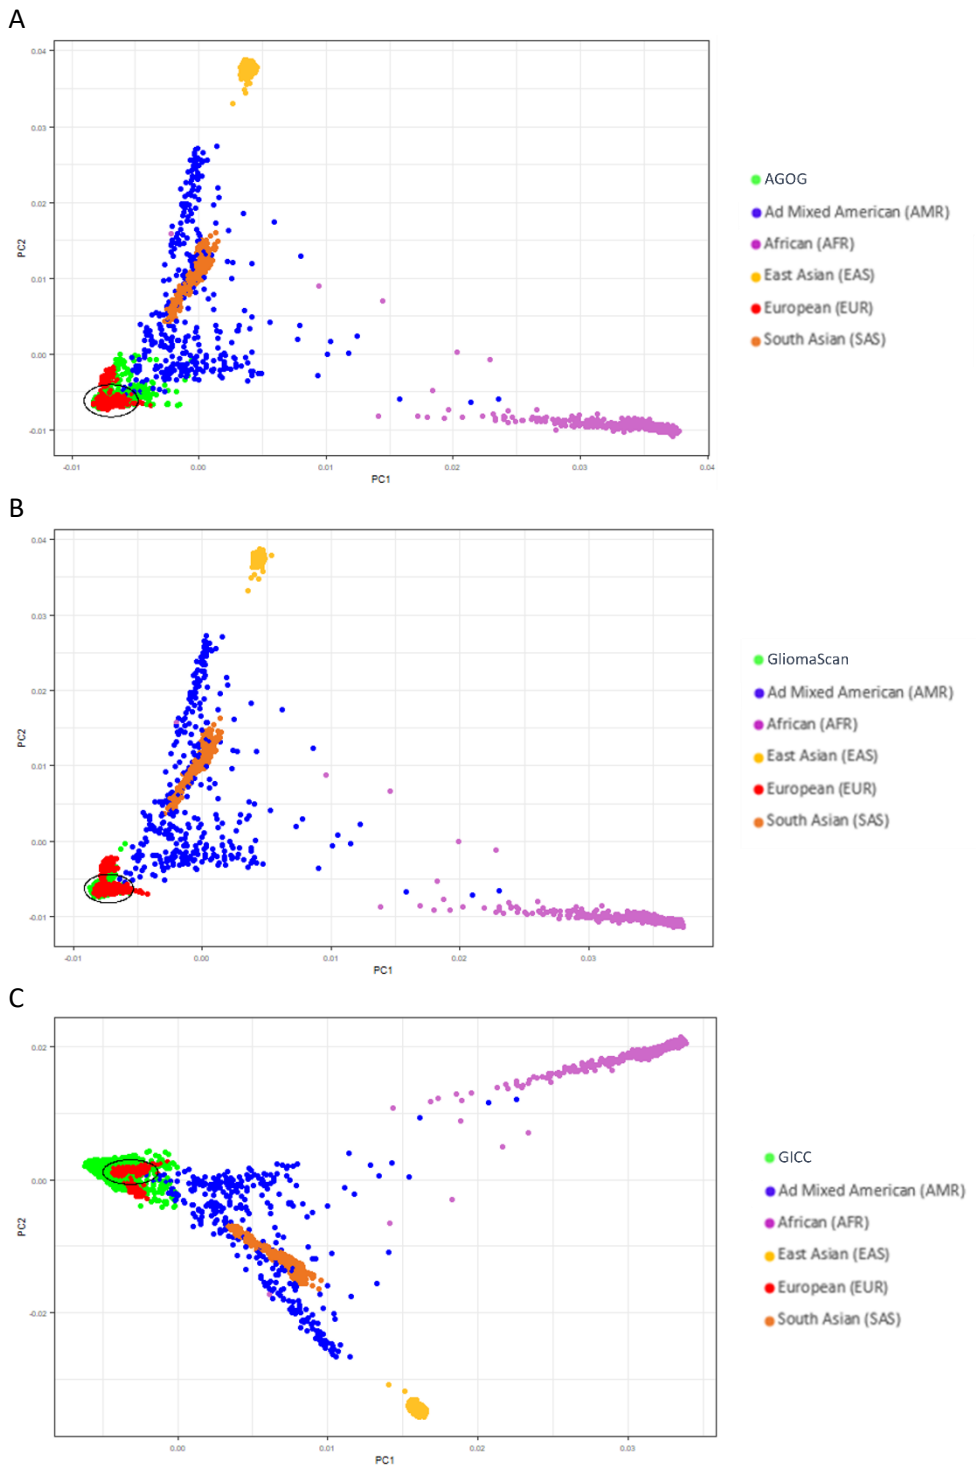 A
0.04
0.03
0.02
0.01
0.00
-0.01
PC2
-0.01
0.00
0.01
0.02
0.03
0.04
PC1
AGOG
Ad Mixed American (AMR)
African (AFR)
East Asian (EAS)
European (EUR)
South Asian (SAS)
B
0.04
0.03
0.02
0.01
0.00
-0.01
PC2
-0.01
0.00
0.01
0.02
0.03
PC1
GliomaScan
Ad Mixed American (AMR)
African (AFR)
East Asian (EAS)
European (EUR)
South Asian (SAS)
C
0.02
0.00
-0.02
PC2
0.00
0.01
0.02
0.03
PC1
GICC
Ad Mixed American (AMR)
African (AFR)
East Asian (EAS)
European (EUR)
South Asian (SAS)